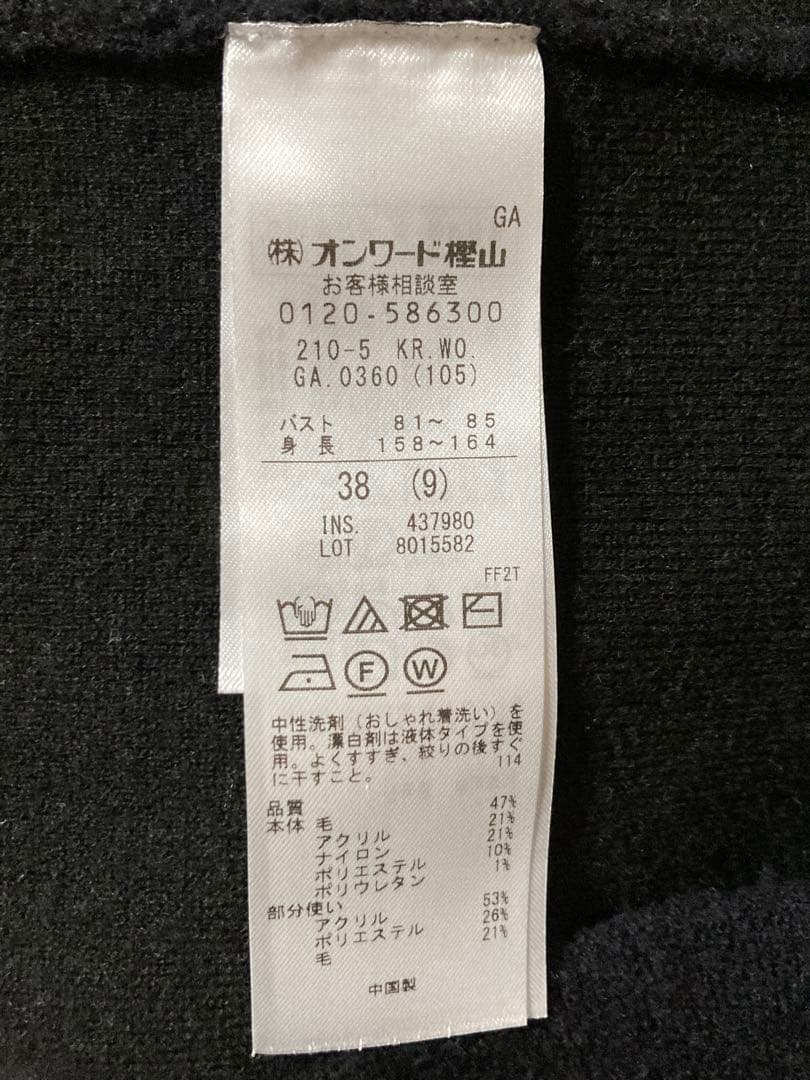 GA
(株)オンワード樫山
お客様相談室
0120-586300
210-5 KR.WO.
GA.0360 (105)
バスト 81～ 85
身長 158～164
38 (9)
INS. 437980
LOT 8015582
FF2T
F W
中性洗剤(おしゃれ着洗い)を
使用。漂白剤は液体タイプを使
用。よくすすぎ、絞りの後すぐ
に干すこと。 114
品質
本体 毛 47%
アクリル 21%
ナイロン 21%
ポリエステル 10%
ポリウレタン 1%
部分使い
アクリル 53%
ポリエステル 26%
毛 21%
中国製